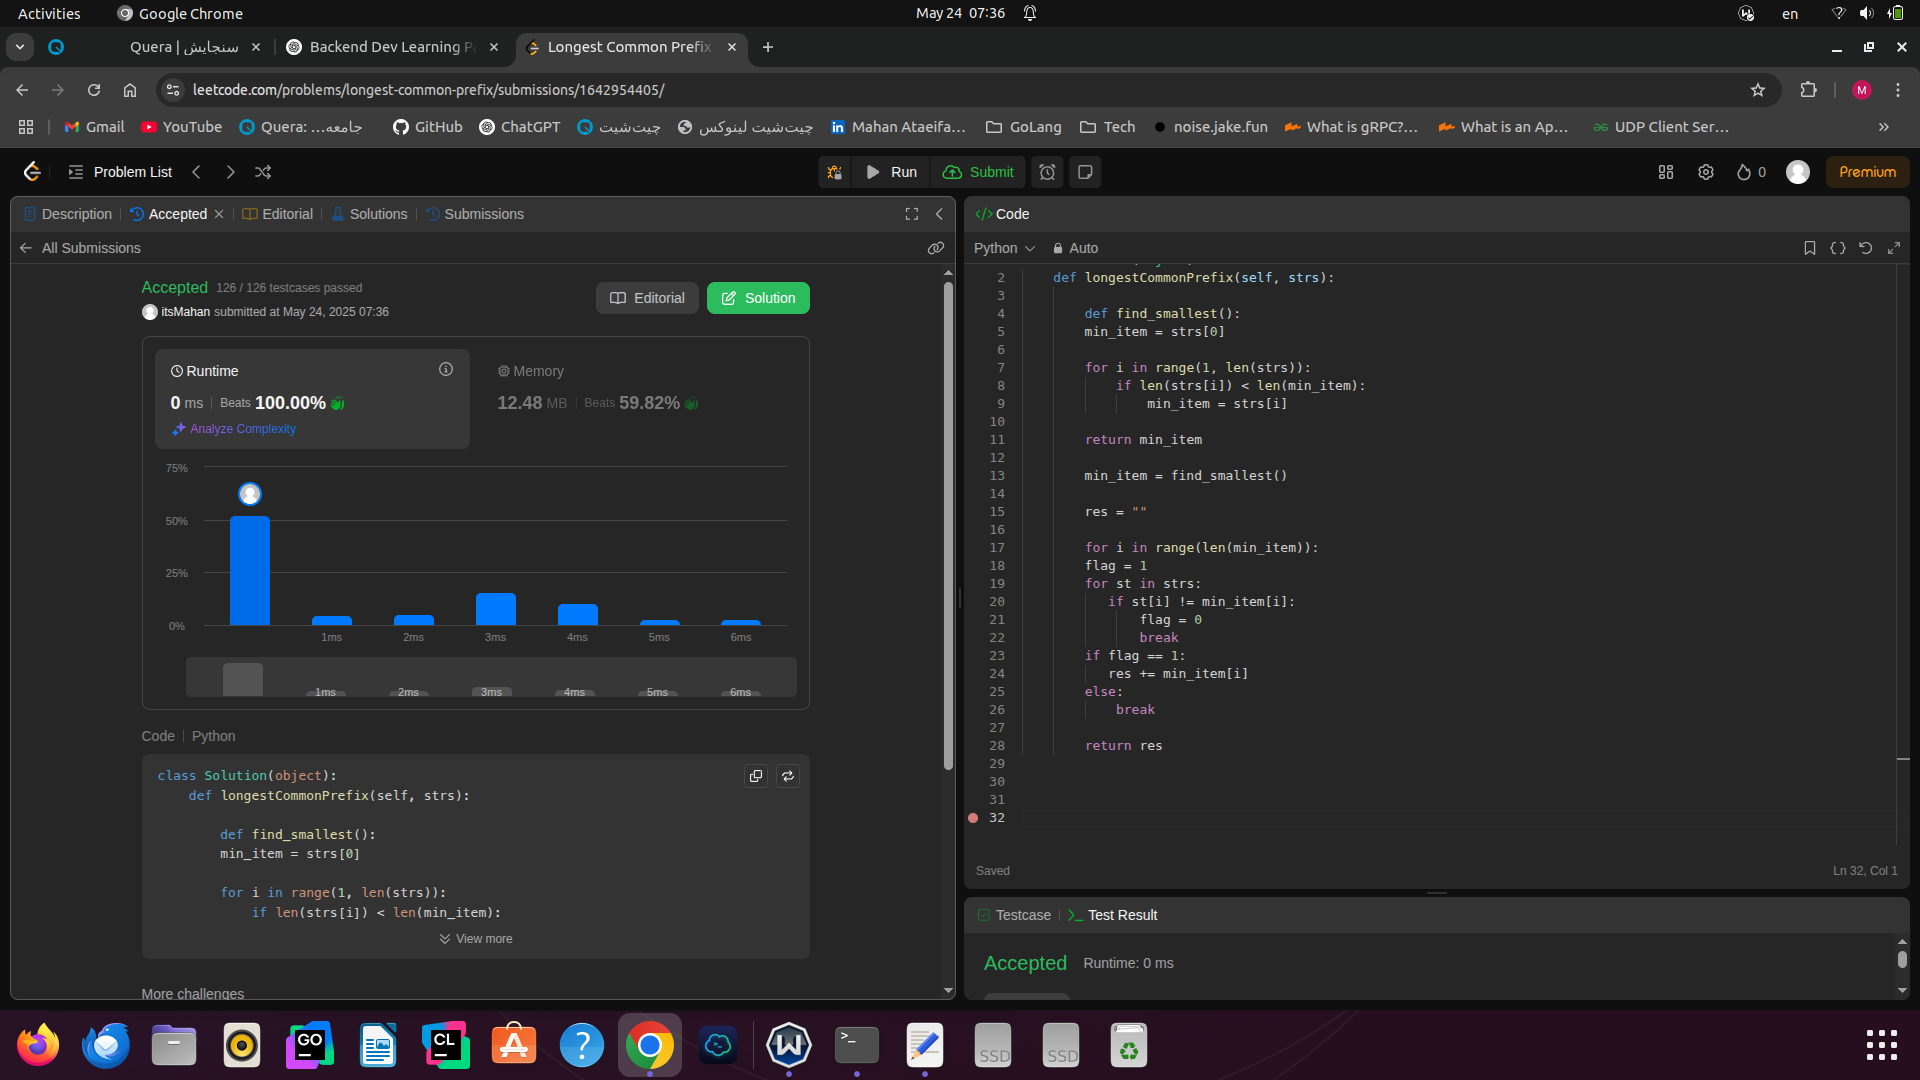 Activities
Google Chrome
May 24 07:36
en
Quera | سنجایش
Backend Dev Learning P
Longest Common Prefix
leetcode.com/problems/longest-common-prefix/submissions/1642954405/
M
Gmail
YouTube
Quera: ...جامعه
GitHub
ChatGPT
چیت‌شیت
چیت‌شیت لینوکس
Mahan Ataeifa...
GoLang
Tech
noise.jake.fun
What is gRPC?...
What is an Ap...
UDP Client Ser...
Problem List
Run
Submit
0
Premium
Description
Accepted
Editorial
Solutions
Submissions
All Submissions
Accepted 126 / 126 testcases passed
itsMahan submitted at May 24, 2025 07:36
Editorial
Solution
Runtime
0 ms | Beats 100.00%
Analyze Complexity
Memory
12.48 MB | Beats 59.82%
75%
50%
25%
0%
1ms 2ms 3ms 4ms 5ms 6ms
1ms 2ms 3ms 4ms 5ms 6ms
Code | Python
class Solution(object):
def longestCommonPrefix(self, strs):
def find_smallest():
min_item = strs[0]
for i in range(1, len(strs)):
if len(strs[i]) < len(min_item):
View more
More challenges
Code
Python
Auto
2 def longestCommonPrefix(self, strs):
3
4 def find_smallest():
5 min_item = strs[0]
6
7 for i in range(1, len(strs)):
8 if len(strs[i]) < len(min_item):
9 min_item = strs[i]
10
11 return min_item
12
13 min_item = find_smallest()
14
15 res = ""
16
17 for i in range(len(min_item)):
18 flag = 1
19 for st in strs:
20 if st[i] != min_item[i]:
21 flag = 0
22 break
23 if flag == 1:
24 res += min_item[i]
25 else:
26 break
27
28 return res
29
30
31
32
Saved
Ln 32, Col 1
Testcase
Test Result
Accepted Runtime: 0 ms
GO
CL
SSD
SSD